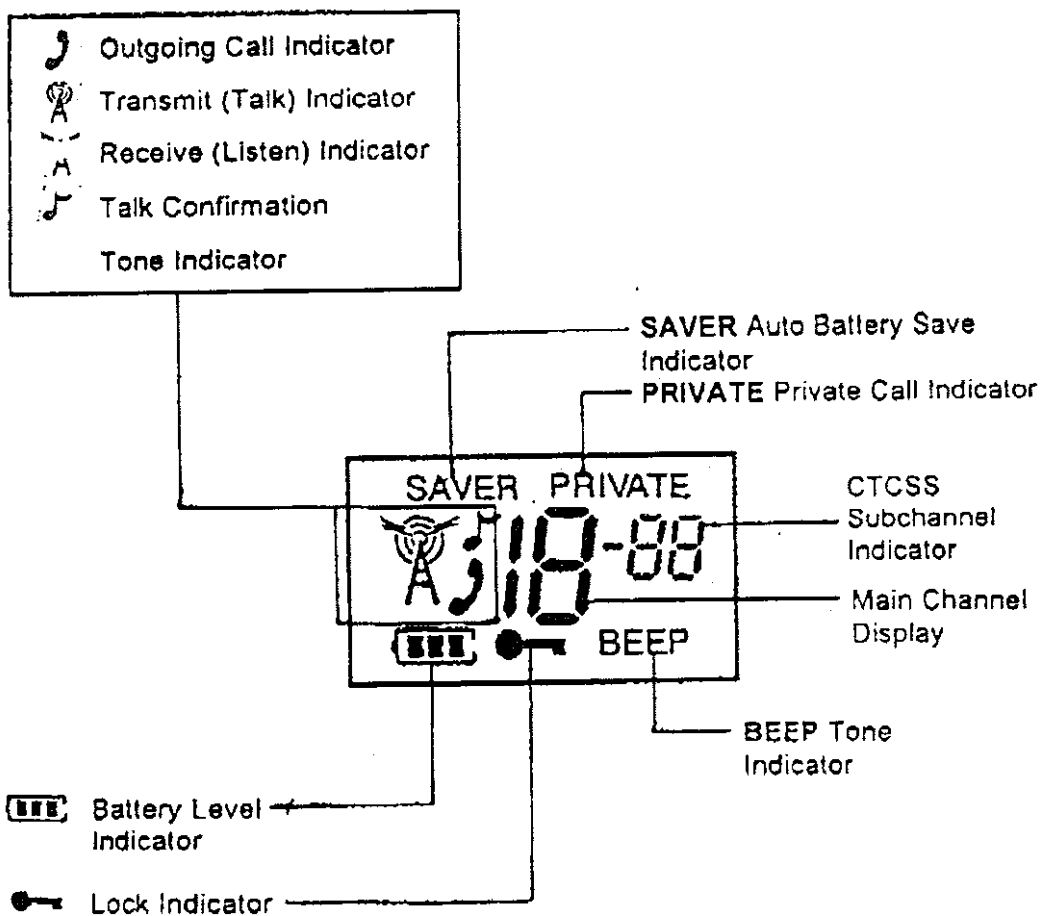 Outgoing Call Indicator
Transmit (Talk) Indicator
Receive (Listen) Indicator
Talk Confirmation
Tone Indicator
SAVER Auto Battery Save
Indicator
PRIVATE Private Call Indicator
SAVER PRIVATE
18-88
BEEP
CTCSS
Subchannel
Indicator
Main Channel
Display
BEEP Tone
Indicator
Battery Level
Indicator
Lock Indicator